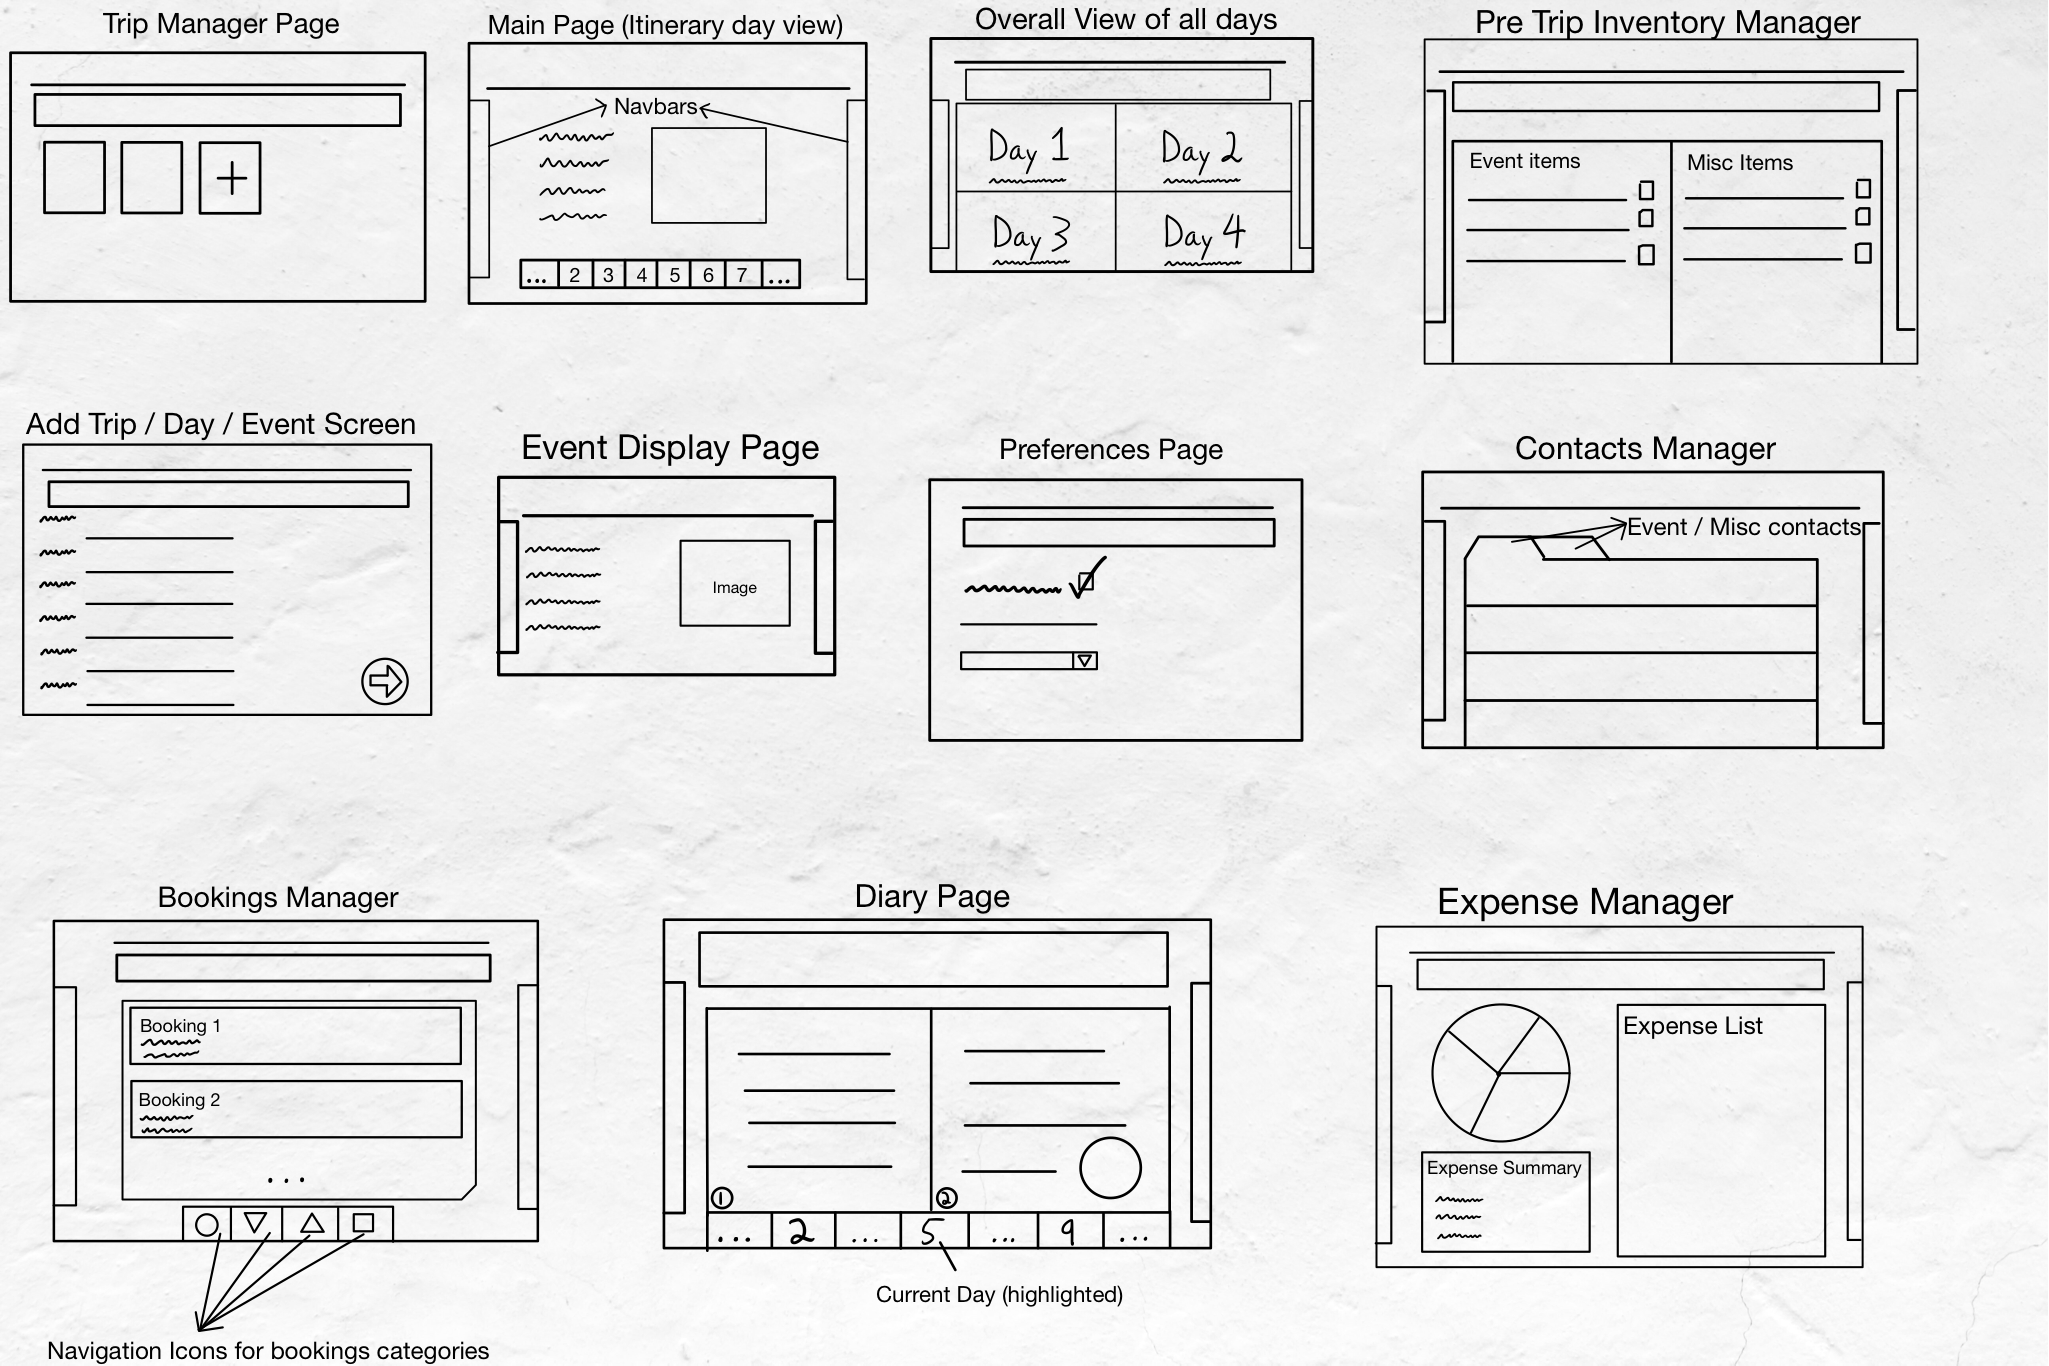 Trip Manager Page
Main Page (Itinerary day view)
Navbars
... 2 3 4 5 6 7 ...
Overall View of all days
Day 1
Day 2
Day 3
Day 4
Pre Trip Inventory Manager
Event items
Misc Items
Add Trip / Day / Event Screen
Event Display Page
Image
Preferences Page
Contacts Manager
Event / Misc contacts
Bookings Manager
Booking 1
Booking 2
...
Navigation Icons for bookings categories
Diary Page
1
2
... 2 ... 5 ... 9 ...
Current Day (highlighted)
Expense Manager
Expense List
Expense Summary